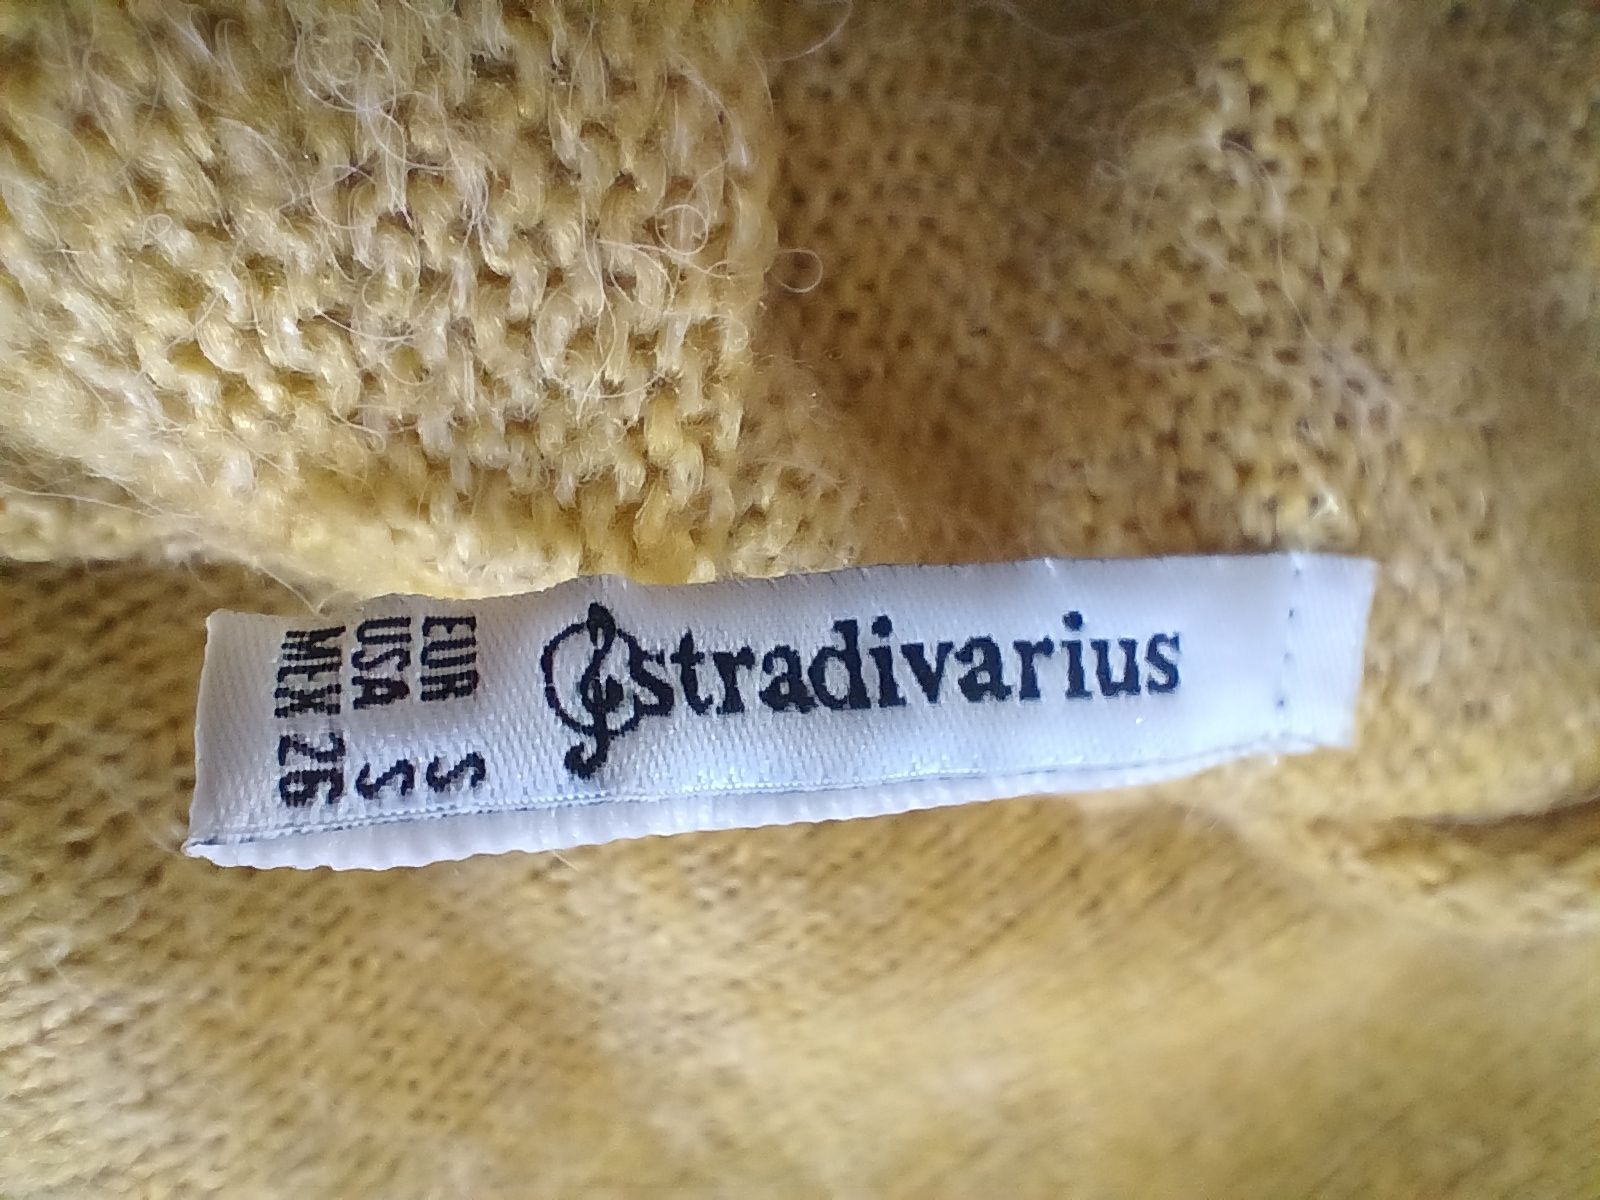 stradivarius
EUR S
USA S
MEX 26